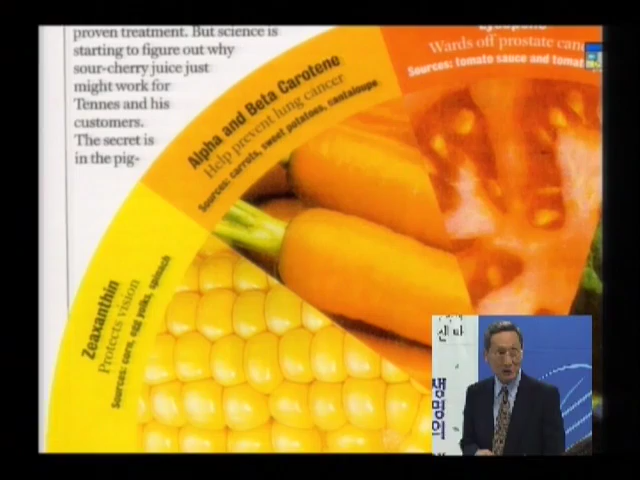 proven treatment. But science is
starting to figure out why
sour-cherry juice just
might work for
Tennes and his
customers.
The secret is
in the pig-
Wards off prostate canc
Sources: tomato sauce and tomat
Alpha and Beta Carotene
Help prevent lung cancer
Sources: carrots, sweet potatoes, cantaloupe
Zeaxanthin
Protects vision
Sources: corn, egg yolks, spinach
생명의